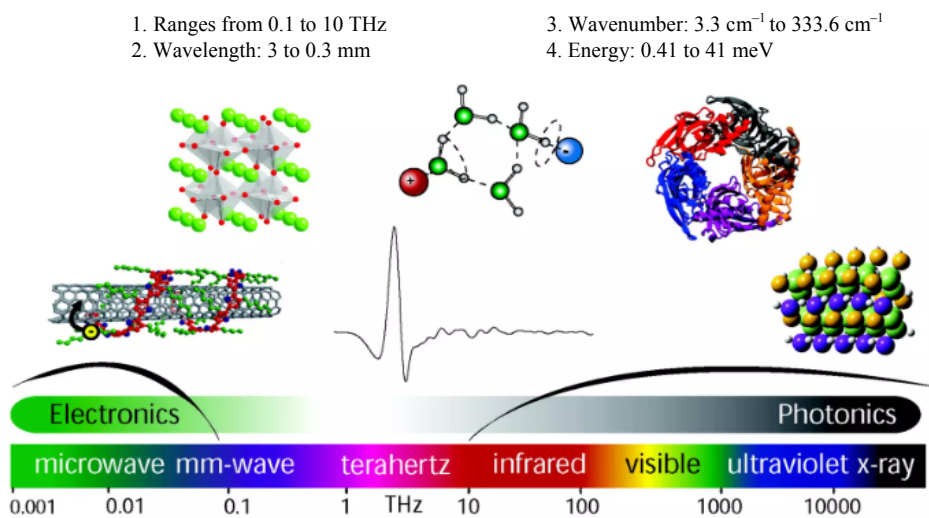 1. Ranges from 0.1 to 10 THz
2. Wavelength: 3 to 0.3 mm
3. Wavenumber: 3.3 cm⁻¹ to 333.6 cm⁻¹
4. Energy: 0.41 to 41 meV
+
-
-
Electronics
Photonics
microwave mm-wave terahertz infrared visible ultraviolet x-ray
0.001 0.01 0.1 1 THz 10 100 1000 10000